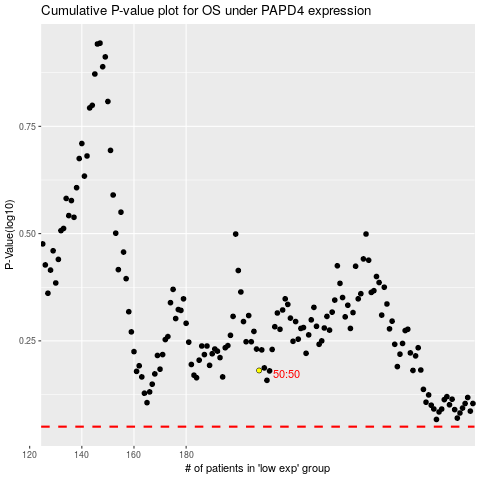 Cumulative P-value plot for OS under PAPD4 expression
P-Value(log10)
0.75
0.50
0.25
50:50
120 140 160 180
# of patients in 'low exp' group